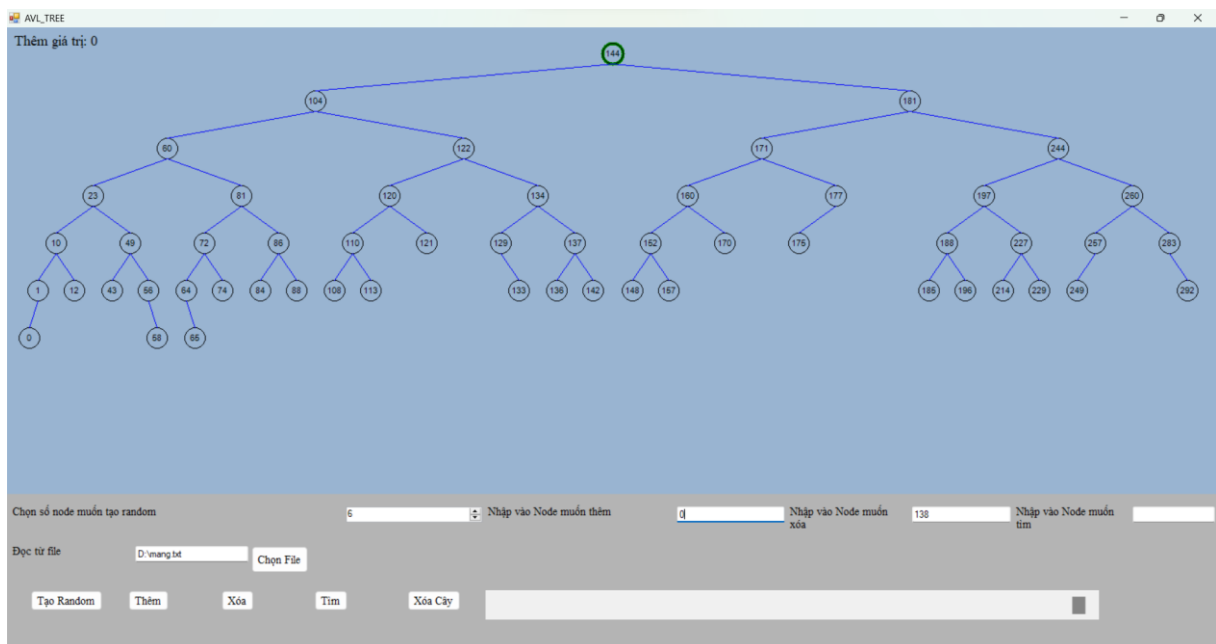 AVL_TREE
Thêm giá trị: 0
144
104 181
60 122 171 244
23 81 120 134 160 177 197 260
10 49 72 86 110 121 129 137 152 170 175 188 227 257 283
1 12 43 56 64 74 84 88 108 113 133 136 142 148 157 185 196 214 229 249 292
0 58 65
Chọn số node muốn tạo random 6 Nhập vào Node muốn thêm 0 Nhập vào Node muốn 138 Nhập vào Node muốn
xóa tìm
Đọc từ file D:\mang.txt Chọn File
Tạo Random Thêm Xóa Tìm Xóa Cây